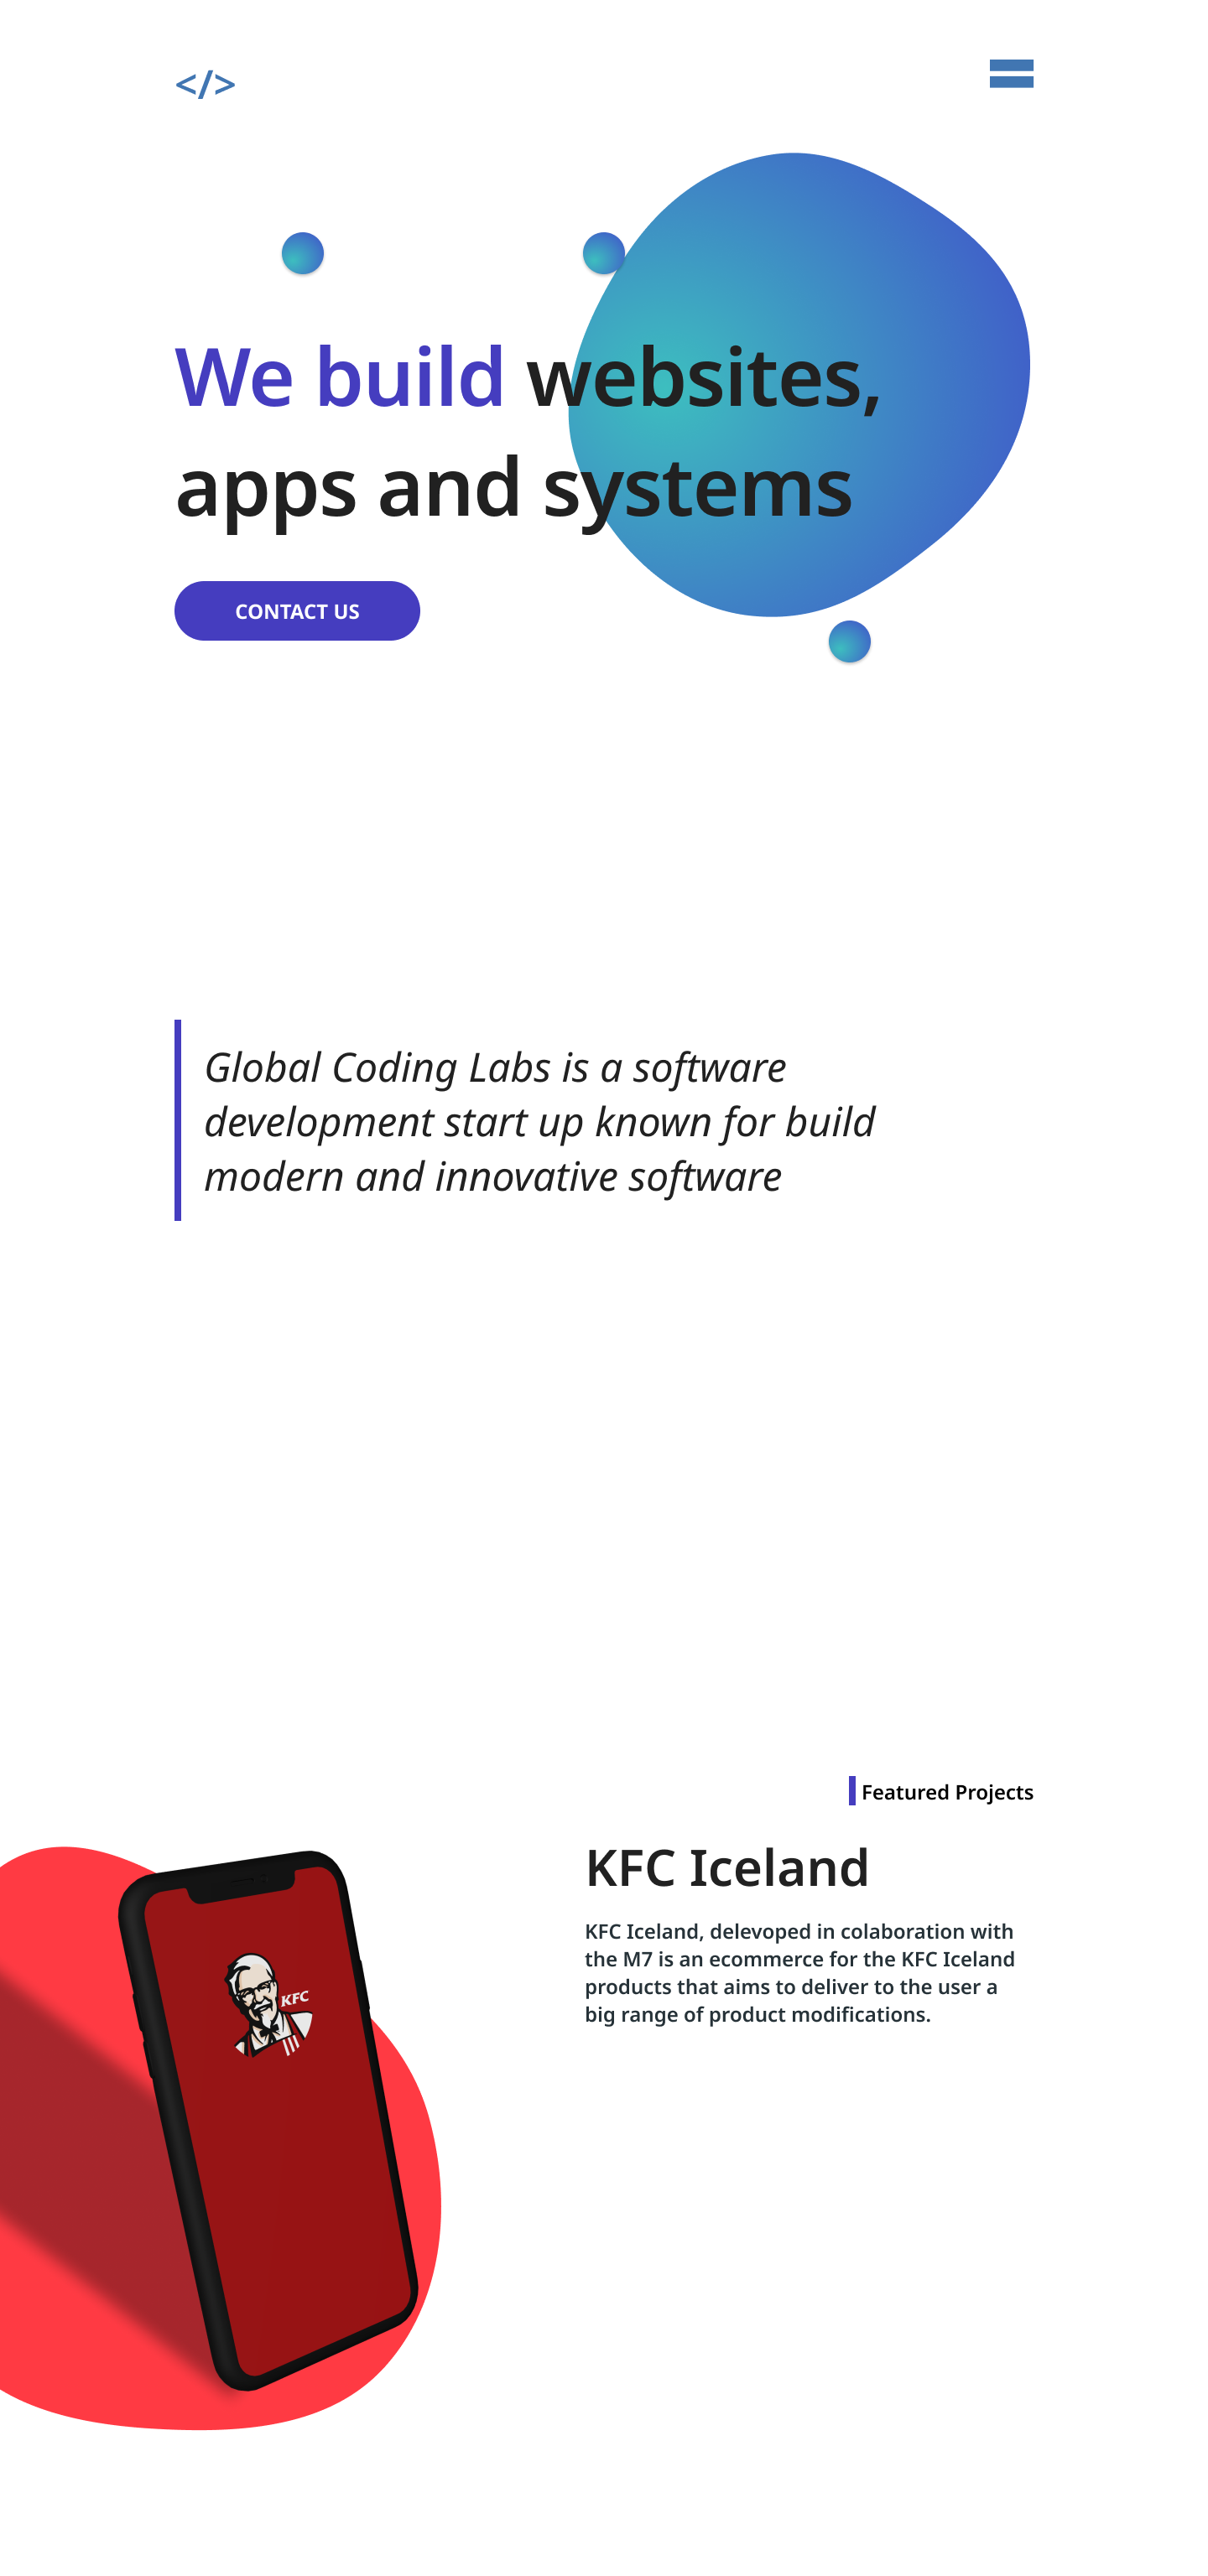 </>
We build websites,
apps and systems
CONTACT US
Global Coding Labs is a software
development start up known for build
modern and innovative software
Featured Projects
KFC Iceland
KFC Iceland, delevoped in colaboration with
the M7 is an ecommerce for the KFC Iceland
products that aims to deliver to the user a
big range of product modifications.
KFC